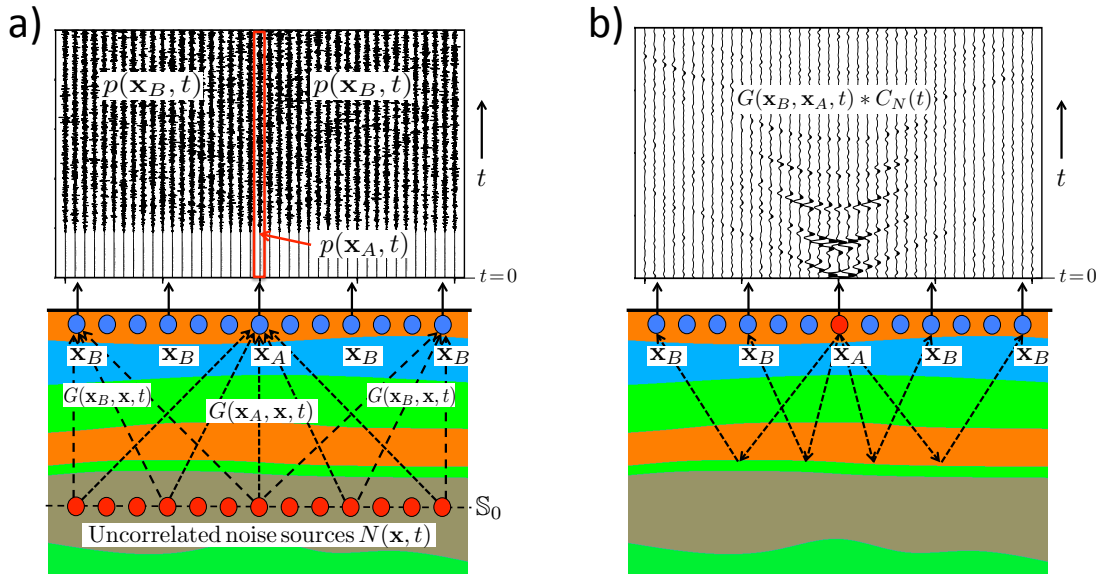 a)
p(𝐱_B, t)
p(𝐱_B, t)
t
p(𝐱_A, t)
t=0
𝐱_B
𝐱_B
𝐱_A
𝐱_B
𝐱_B
G(𝐱_B, 𝐱, t)
G(𝐱_A, 𝐱, t)
G(𝐱_B, 𝐱, t)
𝕊_0
Uncorrelated noise sources N(𝐱, t)
b)
G(𝐱_B, 𝐱_A, t) ∗ C_N(t)
t
t=0
𝐱_B
𝐱_B
𝐱_A
𝐱_B
𝐱_B